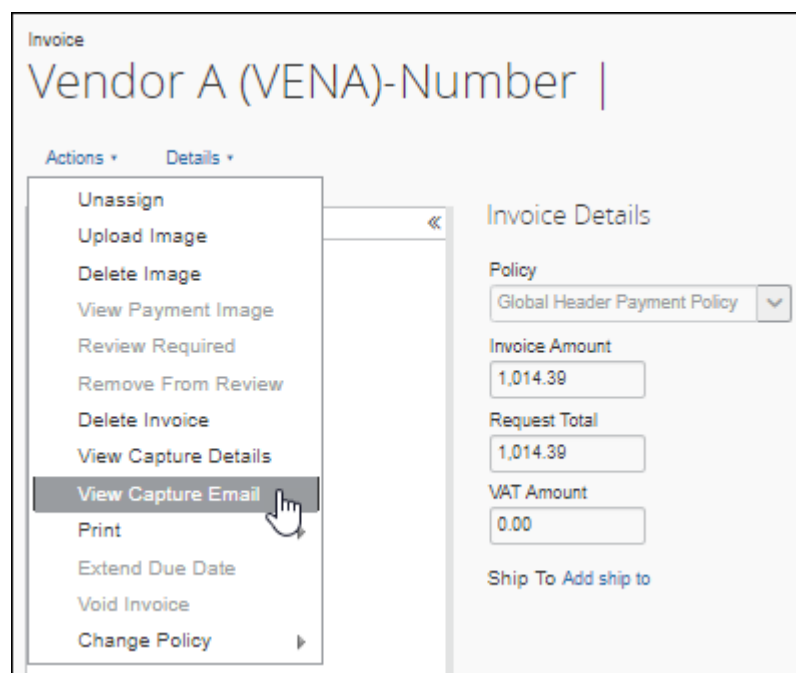 Invoice
Vendor A (VENA)-Number |
Actions Details
Unassign
Upload Image
Delete Image
View Payment Image
Review Required
Remove From Review
Delete Invoice
View Capture Details
View Capture Email
Print
Extend Due Date
Void Invoice
Change Policy
Invoice Details
Policy
Global Header Payment Policy
Invoice Amount
1,014.39
Request Total
1,014.39
VAT Amount
0.00
Ship To Add ship to